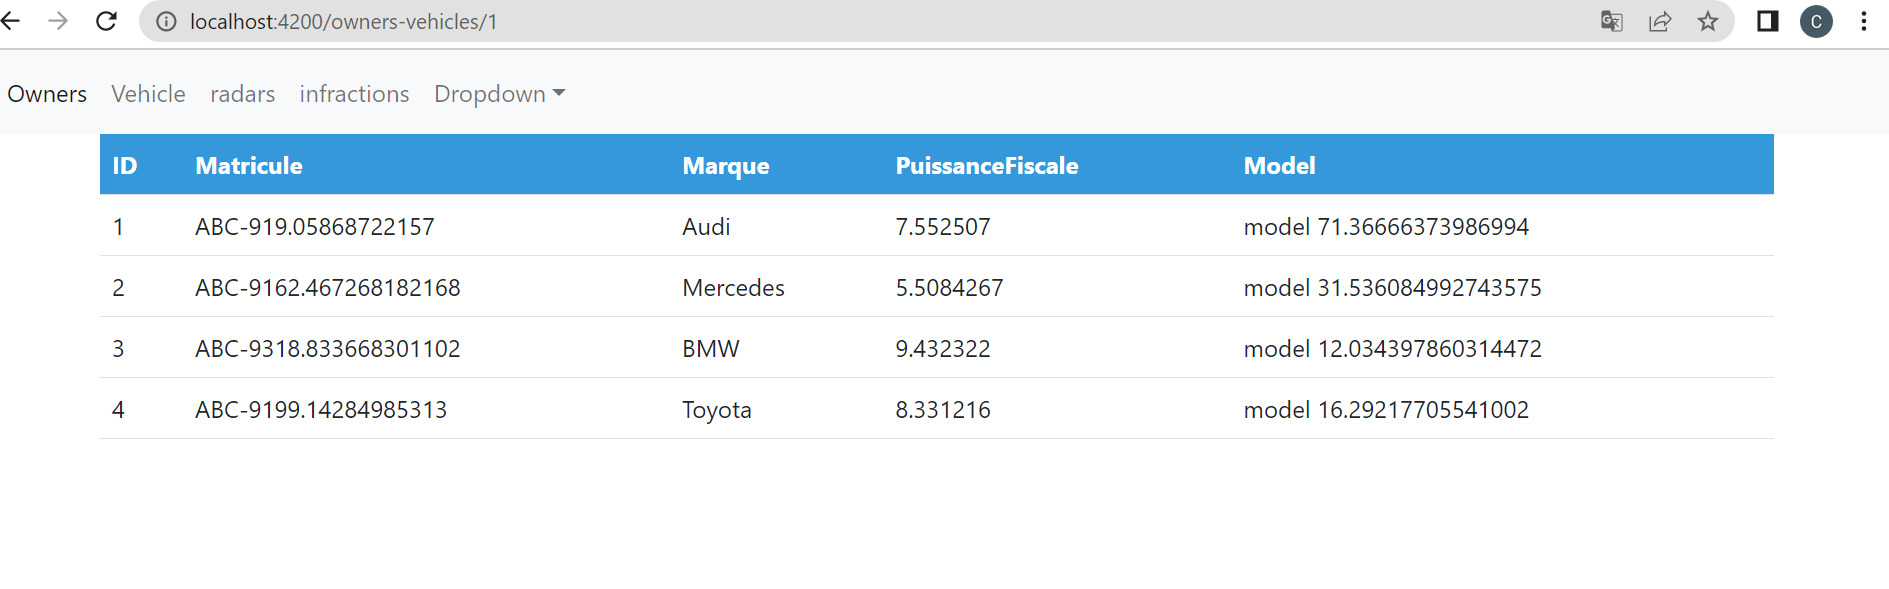 localhost:4200/owners-vehicles/1
C
Owners Vehicle radars infractions Dropdown
ID Matricule Marque PuissanceFiscale Model
1 ABC-919.05868722157 Audi 7.552507 model 71.36666373986994
2 ABC-9162.467268182168 Mercedes 5.5084267 model 31.536084992743575
3 ABC-9318.833668301102 BMW 9.432322 model 12.034397860314472
4 ABC-9199.14284985313 Toyota 8.331216 model 16.29217705541002